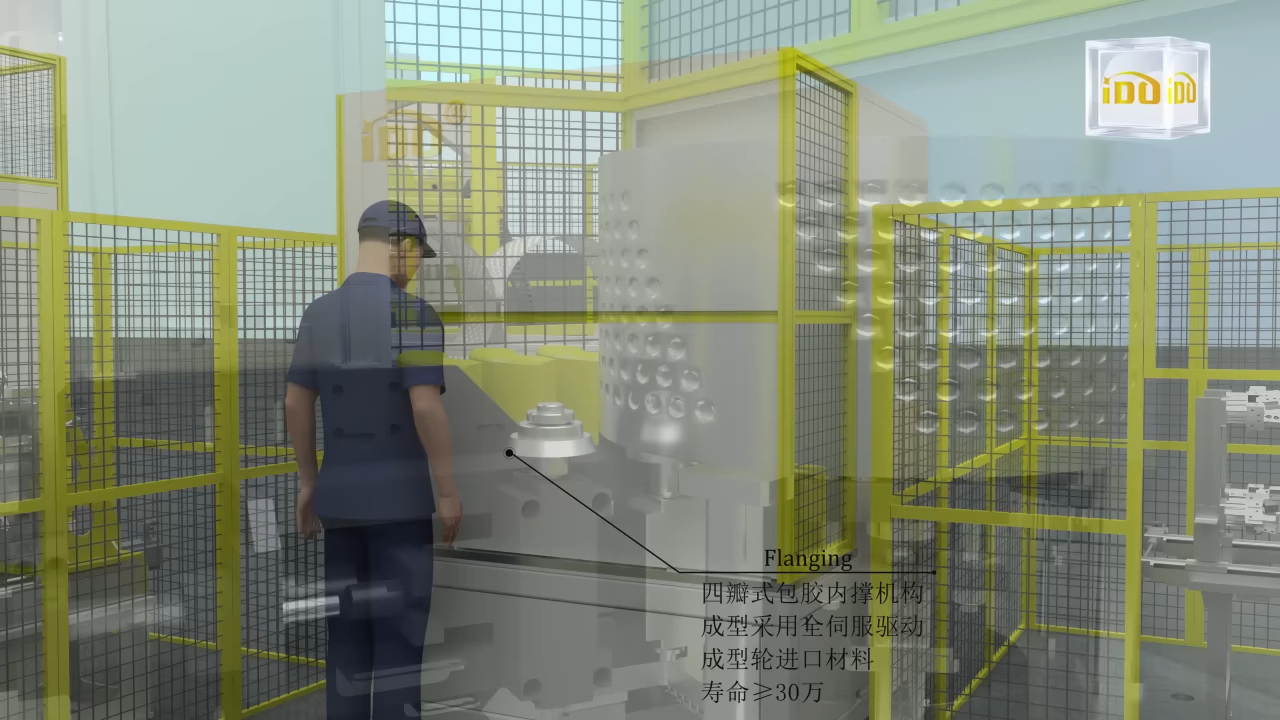 iDO iDO
Flanging
四瓣式包胶内撑机构
成型采用全伺服驱动
成型轮进口材料
寿命≥30万